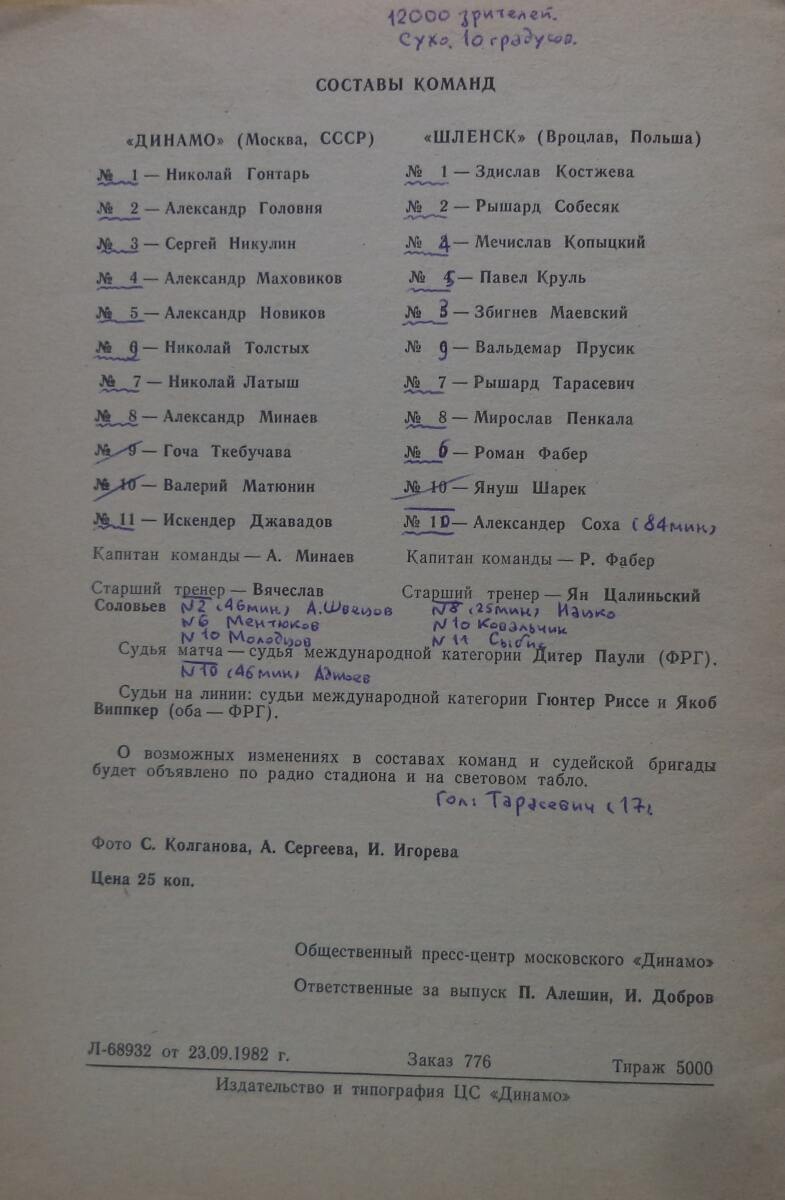 12000 зрителей.
Сухо. 10 градусов.
СОСТАВЫ КОМАНД
«ДИНАМО» (Москва, СССР)
№ 1 — Николай Гонтарь
№ 2 — Александр Головня
№ 3 — Сергей Никулин
№ 4 — Александр Маховиков
№ 5 — Александр Новиков
№ 9 — Николай Толстых
№ 7 — Николай Латыш
№ 8 — Александр Минаев
№ 9 — Гоча Ткебучава
№ 10 — Валерий Матюнин
№ 11 — Искендер Джавадов
Капитан команды — А. Минаев
Старший тренер — Вячеслав
Соловьев
N2 (46мин) А.Швецов
N6 Ментюков
N10 Молодцов
N10 (46мин) Аджоев
«ШЛЕНСК» (Вроцлав, Польша)
№ 1 — Здислав Костжева
№ 2 — Рышард Собесяк
№ 4 — Мечислав Копыцкий
№ 5 — Павел Круль
№ 3 — Збигнев Маевский
№ 9 — Вальдемар Прусик
№ 7 — Рышард Тарасевич
№ 8 — Мирослав Пенкала
№ 6 — Роман Фабер
№ 10 — Януш Шарек
№ 10 — Александер Соха (84мин)
Капитан команды — Р. Фабер
Старший тренер — Ян Цалиньский
N8 (25мин)
N10 Ковальчик
N11
Судья матча — судья международной категории Дитер Паули (ФРГ).
Судьи на линии: судьи международной категории Гюнтер Риссе и Якоб
Виппкер (оба — ФРГ).
О возможных изменениях в составах команд и судейской бригады
будет объявлено по радио стадиона и на световом табло.
Гол: Тарасевич (17)
Фото С. Колганова, А. Сергеева, И. Игорева
Цена 25 коп.
Общественный пресс-центр московского «Динамо»
Ответственные за выпуск П. Алешин, И. Добров
Л-68932 от 23.09.1982 г. Заказ 776 Тираж 5000
Издательство и типография ЦС «Динамо»